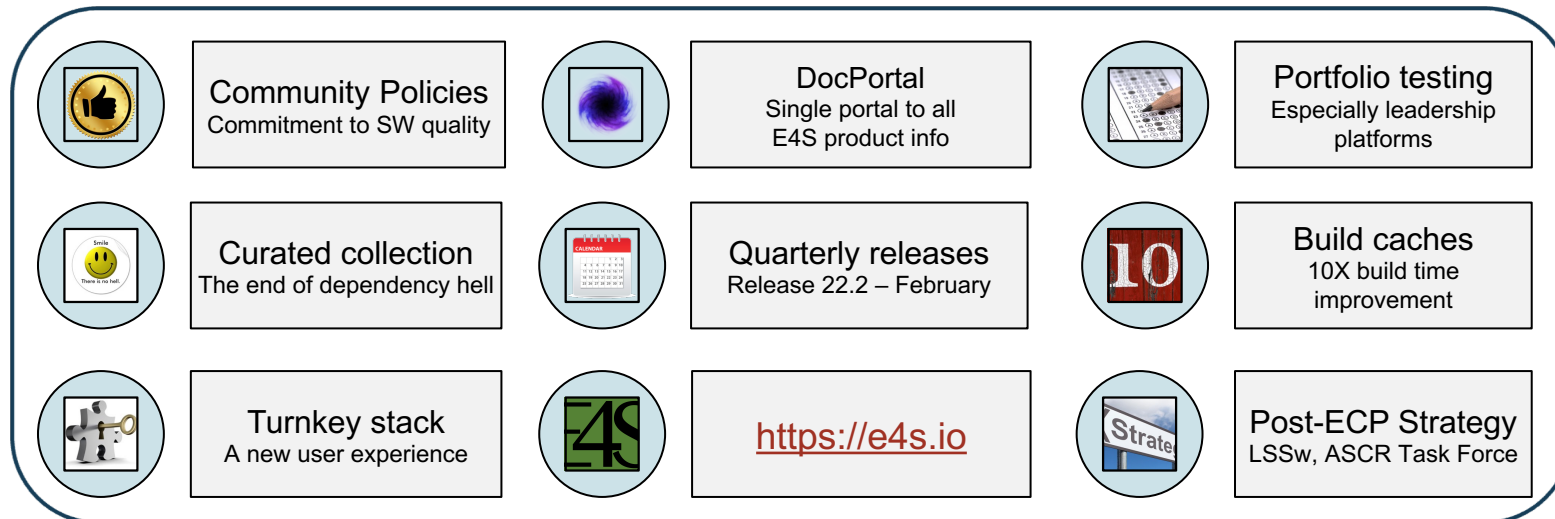 Community Policies
Commitment to SW quality
DocPortal
Single portal to all
E4S product info
Portfolio testing
Especially leadership
platforms
Smile
There is no hell.
Curated collection
The end of dependency hell
CALENDAR
Quarterly releases
Release 22.2 – February
10
Build caches
10X build time
improvement
Turnkey stack
A new user experience
E4S
https://e4s.io
Strate
Post-ECP Strategy
LSSw, ASCR Task Force